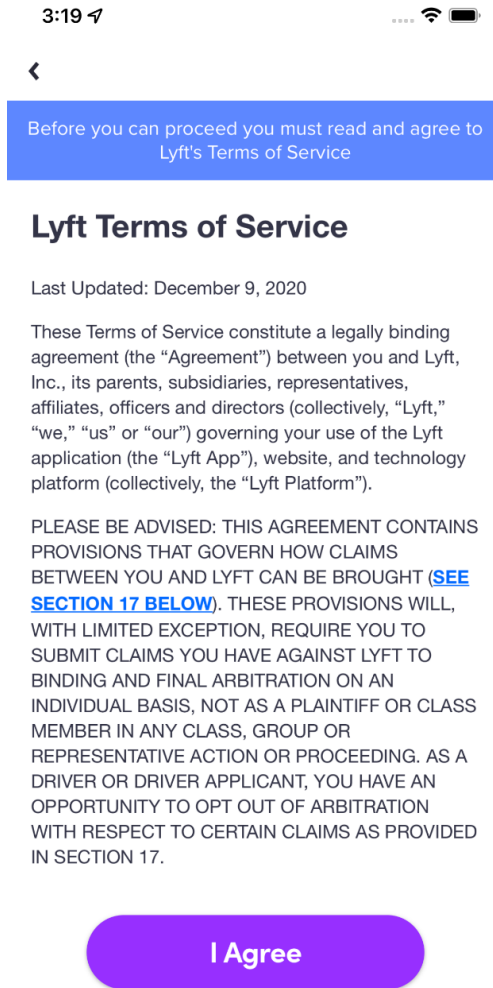 3:19
Before you can proceed you must read and agree to
Lyft's Terms of Service
Lyft Terms of Service
Last Updated: December 9, 2020
These Terms of Service constitute a legally binding
agreement (the “Agreement”) between you and Lyft,
Inc., its parents, subsidiaries, representatives,
affiliates, officers and directors (collectively, “Lyft,”
“we,” “us” or “our”) governing your use of the Lyft
application (the “Lyft App”), website, and technology
platform (collectively, the “Lyft Platform”).
PLEASE BE ADVISED: THIS AGREEMENT CONTAINS
PROVISIONS THAT GOVERN HOW CLAIMS
BETWEEN YOU AND LYFT CAN BE BROUGHT (SEE
SECTION 17 BELOW). THESE PROVISIONS WILL,
WITH LIMITED EXCEPTION, REQUIRE YOU TO
SUBMIT CLAIMS YOU HAVE AGAINST LYFT TO
BINDING AND FINAL ARBITRATION ON AN
INDIVIDUAL BASIS, NOT AS A PLAINTIFF OR CLASS
MEMBER IN ANY CLASS, GROUP OR
REPRESENTATIVE ACTION OR PROCEEDING. AS A
DRIVER OR DRIVER APPLICANT, YOU HAVE AN
OPPORTUNITY TO OPT OUT OF ARBITRATION
WITH RESPECT TO CERTAIN CLAIMS AS PROVIDED
IN SECTION 17.
I Agree